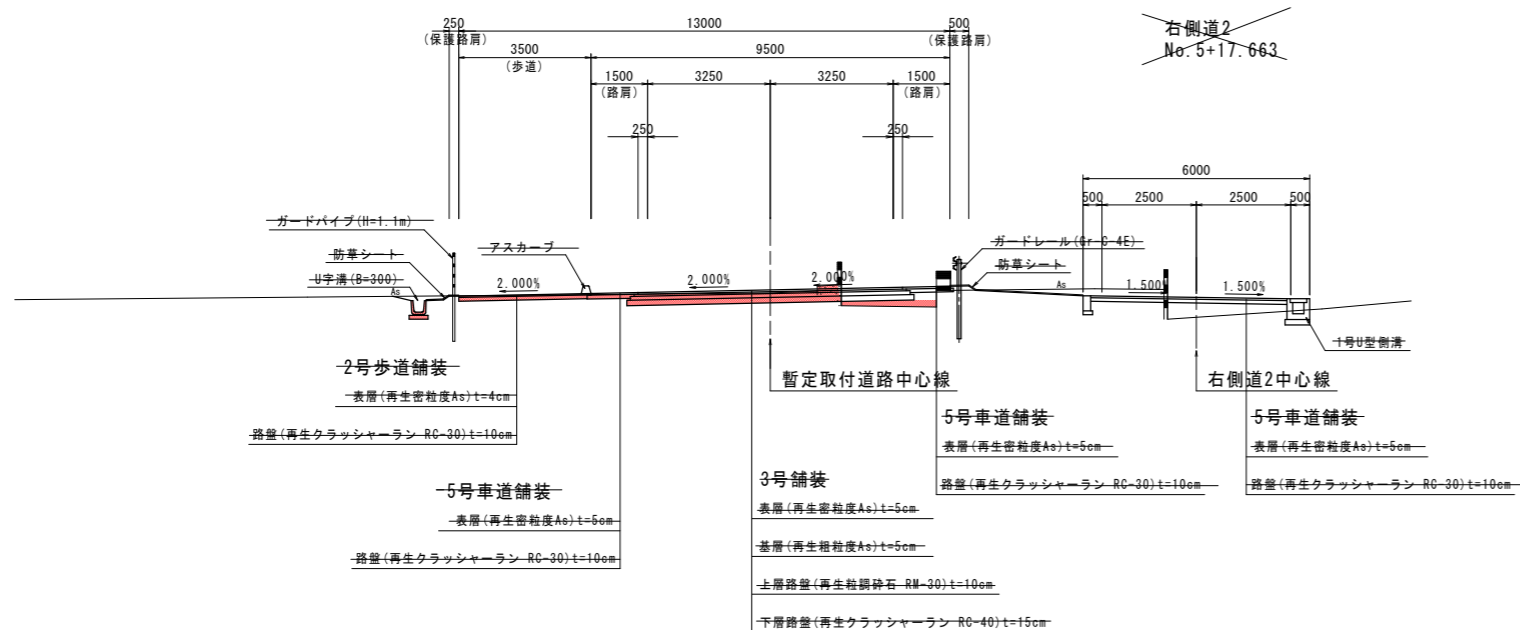 250
13000
500
(保護路肩)
(保護路肩)
3500
9500
(歩道)
1500
3250
3250
1500
(路肩)
(路肩)
250
250
右側道2
No.5+17.663
6000
500
2500
2500
500
ガードパイプ(H=1.1m)
防草シート
U字溝(B=300)
As
アスカーブ
2.000%
2.000%
2.000%
ガードレール(Gr-C-4E)
防草シート
As
1.500%
1.500%
1号U型側溝
暫定取付道路中心線
右側道2中心線
2号歩道舗装
表層(再生密粒度As)t=4cm
路盤(再生クラッシャーラン RC-30)t=10cm
5号車道舗装
表層(再生密粒度As)t=5cm
路盤(再生クラッシャーラン RC-30)t=10cm
3号舗装
表層(再生密粒度As)t=5cm
基層(再生粗粒度As)t=5cm
上層路盤(再生粒調砕石 RM-30)t=10cm
下層路盤(再生クラッシャーラン RC-40)t=15cm
5号車道舗装
表層(再生密粒度As)t=5cm
路盤(再生クラッシャーラン RC-30)t=10cm
5号車道舗装
表層(再生密粒度As)t=5cm
路盤(再生クラッシャーラン RC-30)t=10cm